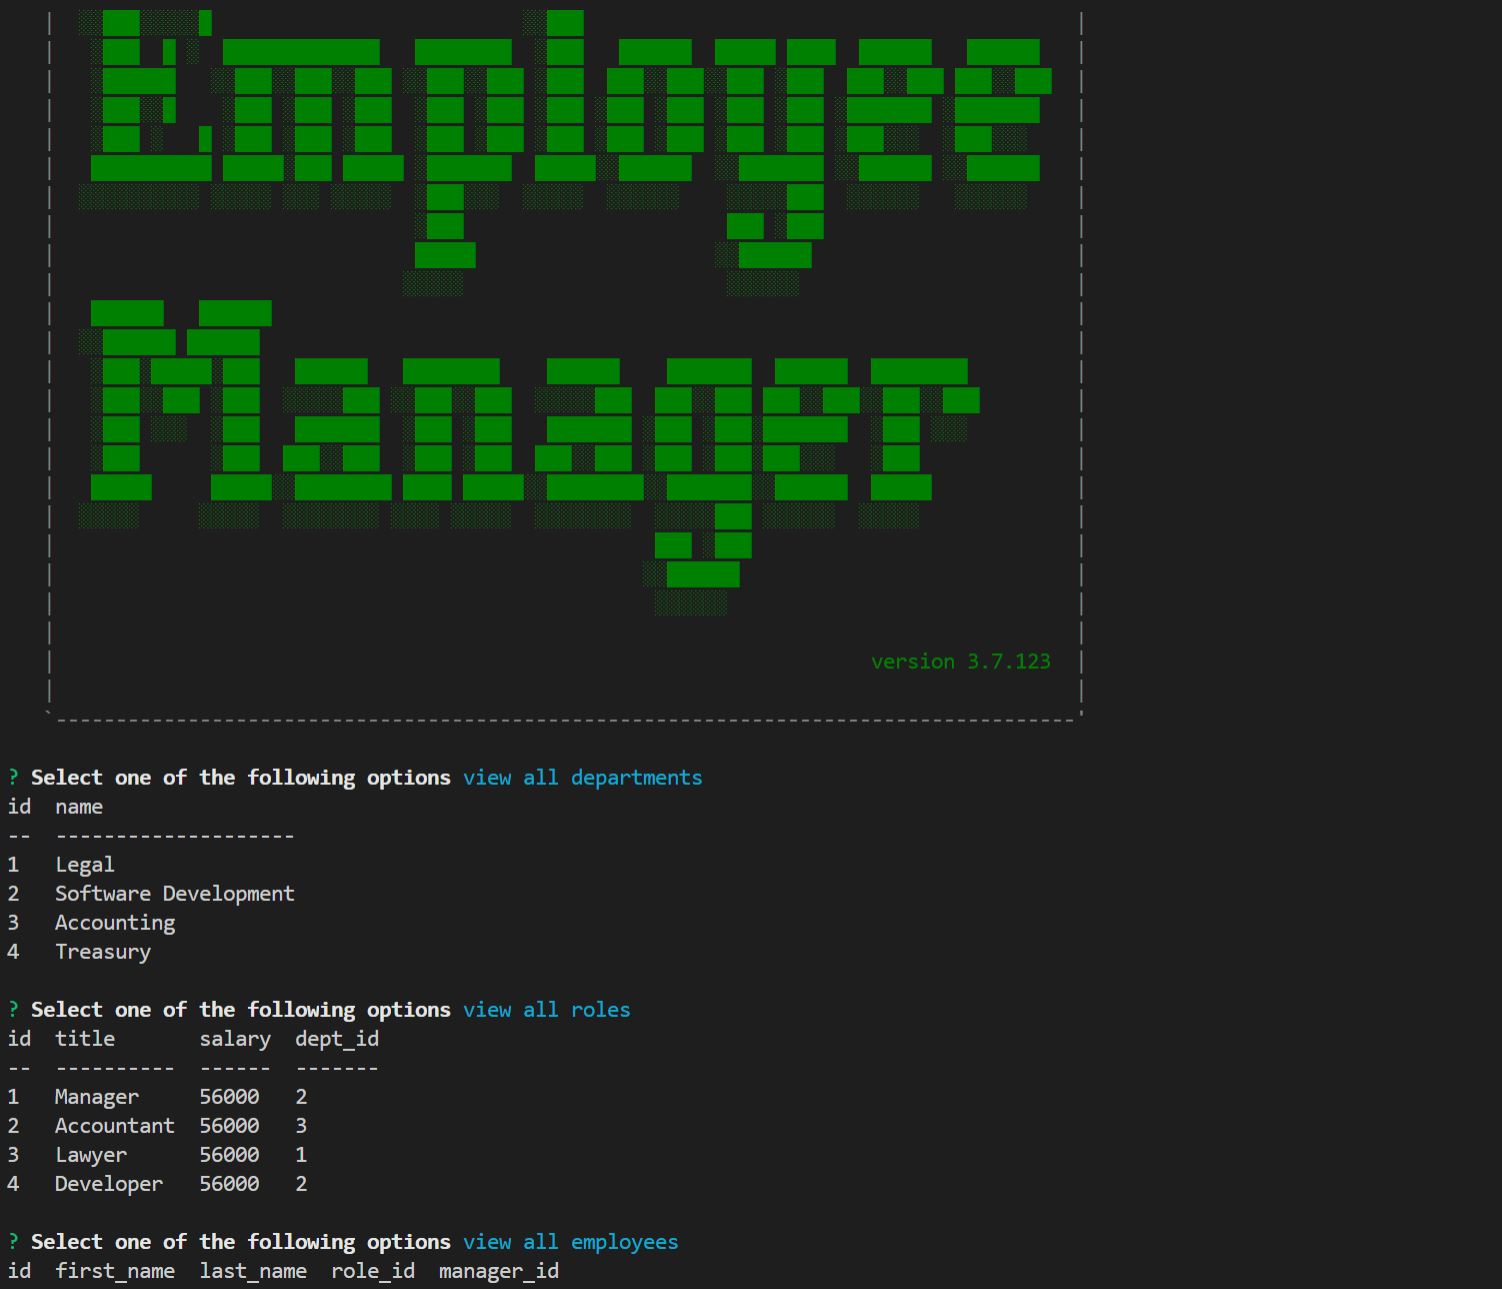 Employee
Manager
version 3.7.123
? Select one of the following options view all departments
id  name
--  --------------------
1   Legal
2   Software Development
3   Accounting
4   Treasury
? Select one of the following options view all roles
id  title       salary  dept_id
--  ----------  ------  -------
1   Manager     56000   2
2   Accountant  56000   3
3   Lawyer      56000   1
4   Developer   56000   2
? Select one of the following options view all employees
id  first_name  last_name  role_id  manager_id